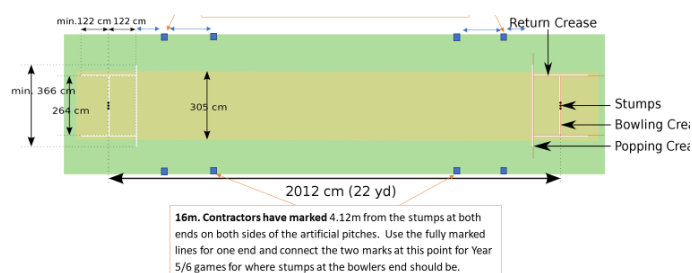 min.122 cm 122 cm
Return Crease
min. 366 cm
264 cm
305 cm
Stumps
Bowling Crea
Popping Crea
2012 cm (22 yd)
16m. Contractors have marked 4.12m from the stumps at both
ends on both sides of the artificial pitches. Use the fully marked
lines for one end and connect the two marks at this point for Year
5/6 games for where stumps at the bowlers end should be.